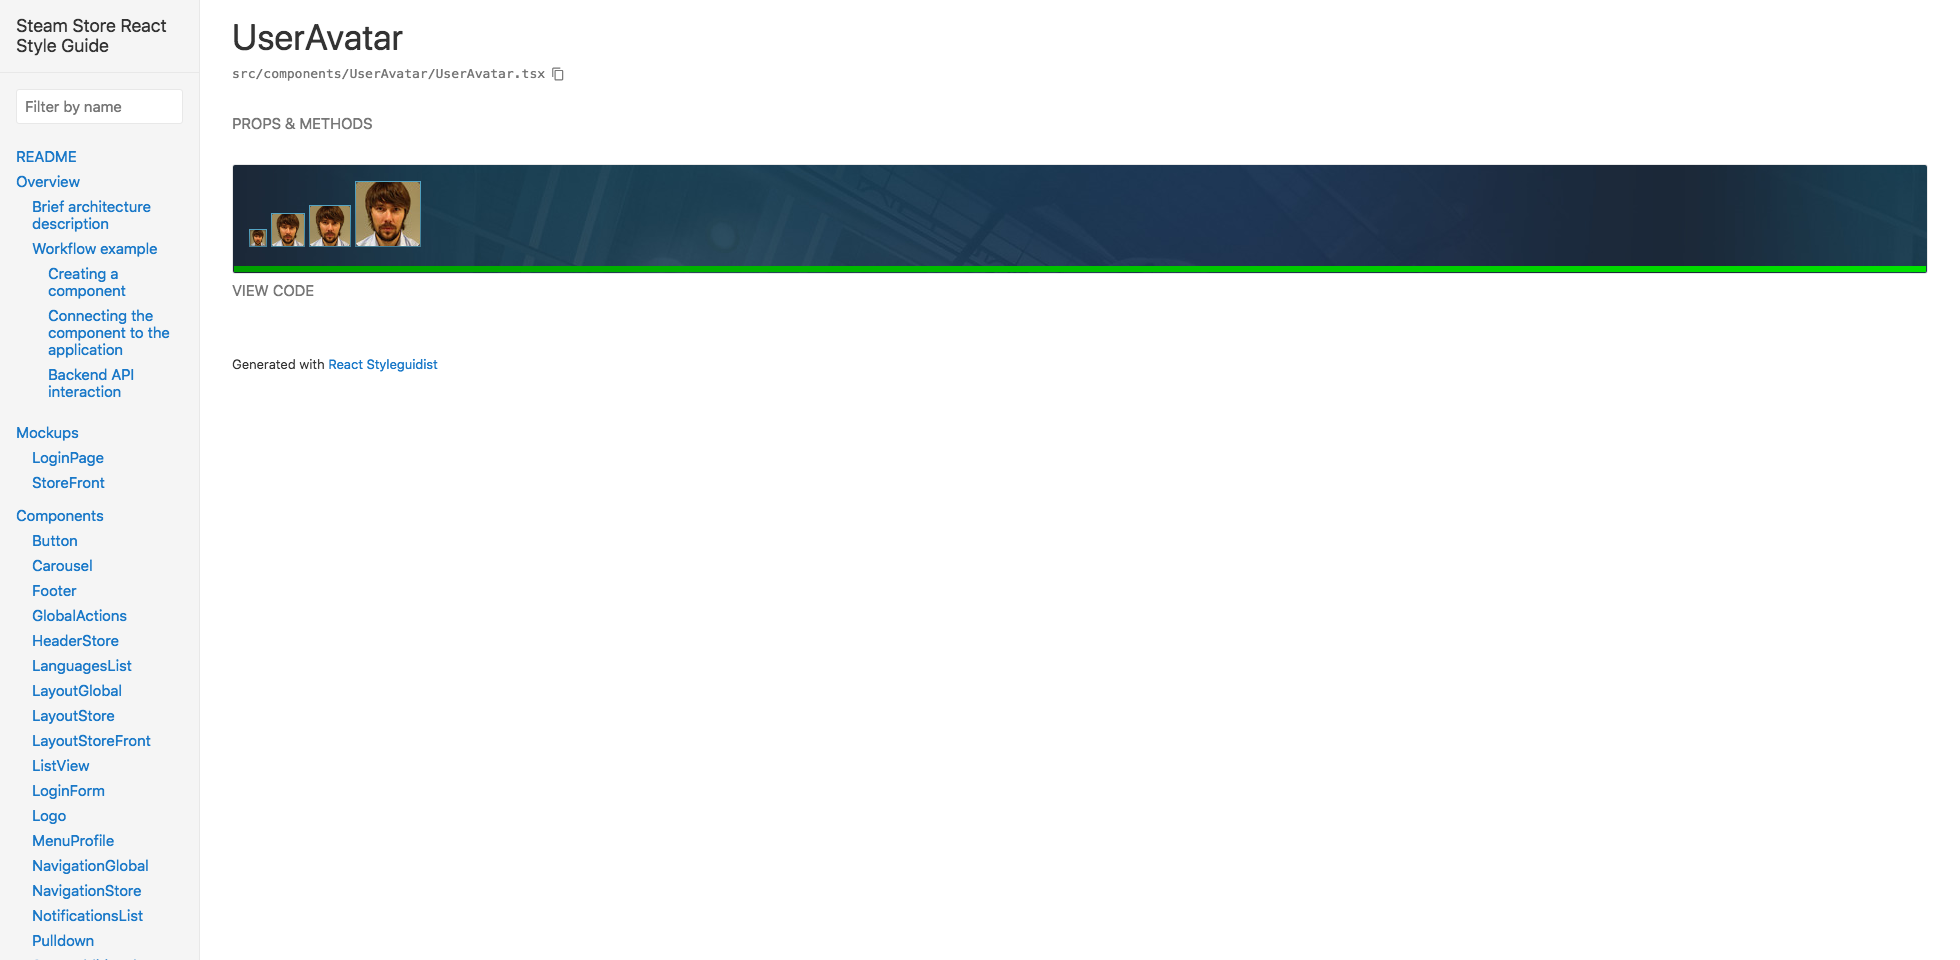 Steam Store React
Style Guide
Filter by name
README
Overview
Brief architecture
description
Workflow example
Creating a
component
Connecting the
component to the
application
Backend API
interaction
Mockups
LoginPage
StoreFront
Components
Button
Carousel
Footer
GlobalActions
HeaderStore
LanguagesList
LayoutGlobal
LayoutStore
LayoutStoreFront
ListView
LoginForm
Logo
MenuProfile
NavigationGlobal
NavigationStore
NotificationsList
Pulldown
UserAvatar
src/components/UserAvatar/UserAvatar.tsx
PROPS & METHODS
VIEW CODE
Generated with React Styleguidist